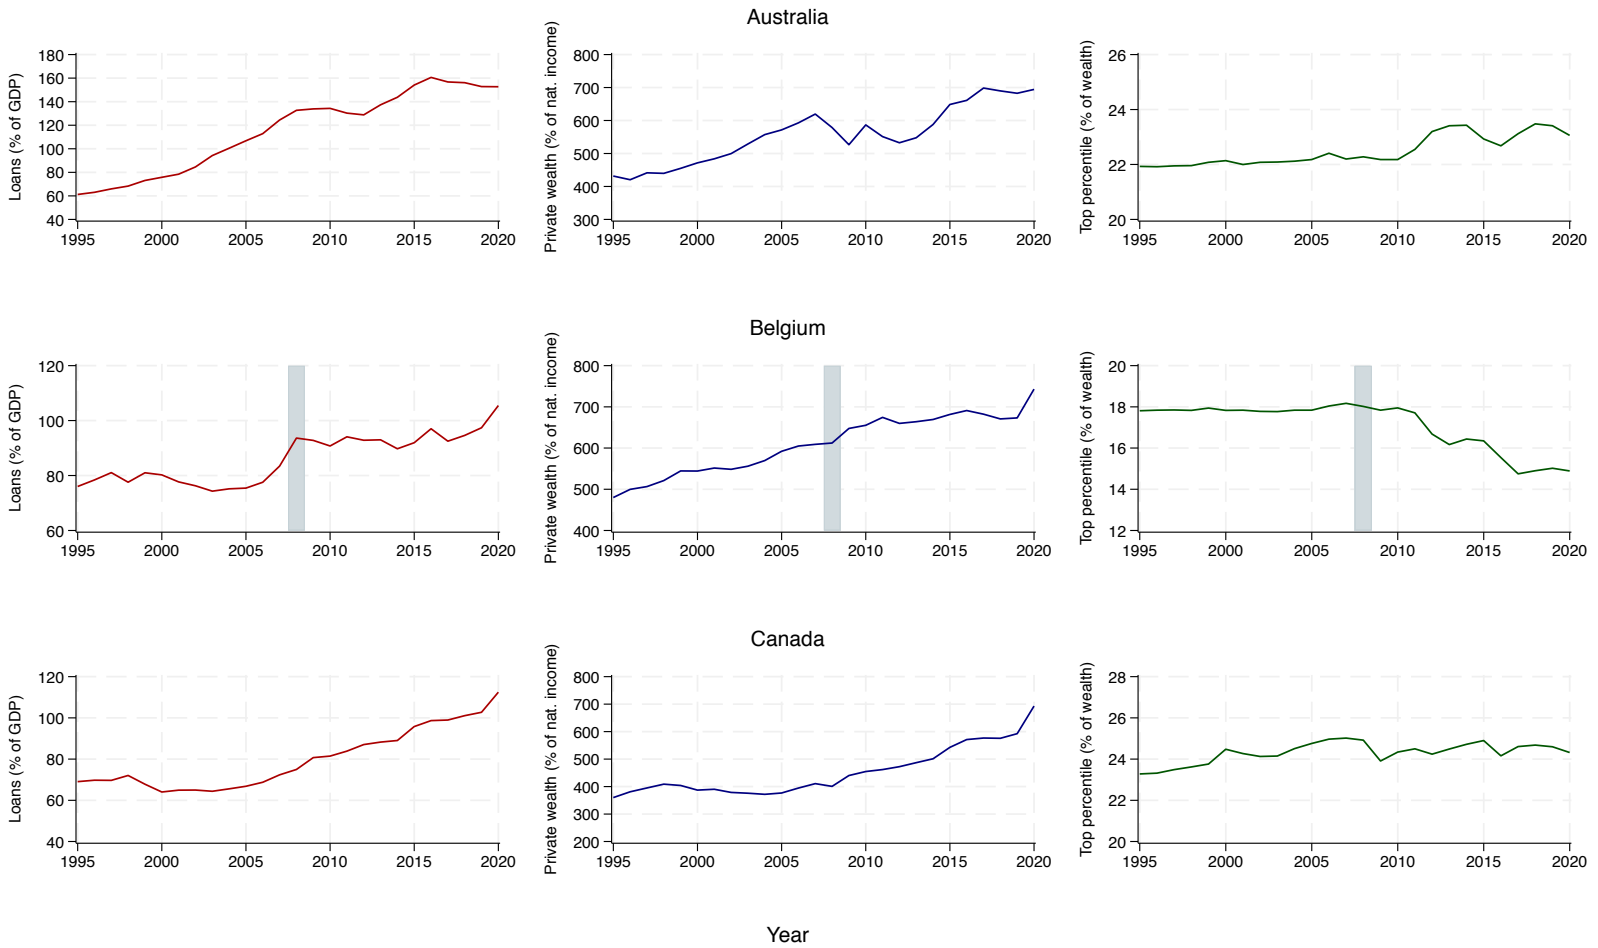 Australia
Loans (% of GDP)
180
160
140
120
100
80
60
40
1995 2000 2005 2010 2015 2020
Private wealth (% of nat. income)
800
700
600
500
400
300
1995 2000 2005 2010 2015 2020
Top percentile (% of wealth)
26
24
22
20
1995 2000 2005 2010 2015 2020
Belgium
Loans (% of GDP)
120
100
80
60
1995 2000 2005 2010 2015 2020
Private wealth (% of nat. income)
800
700
600
500
400
1995 2000 2005 2010 2015 2020
Top percentile (% of wealth)
20
18
16
14
12
1995 2000 2005 2010 2015 2020
Canada
Loans (% of GDP)
120
100
80
60
40
1995 2000 2005 2010 2015 2020
Private wealth (% of nat. income)
800
700
600
500
400
300
200
1995 2000 2005 2010 2015 2020
Top percentile (% of wealth)
28
26
24
22
20
1995 2000 2005 2010 2015 2020
Year